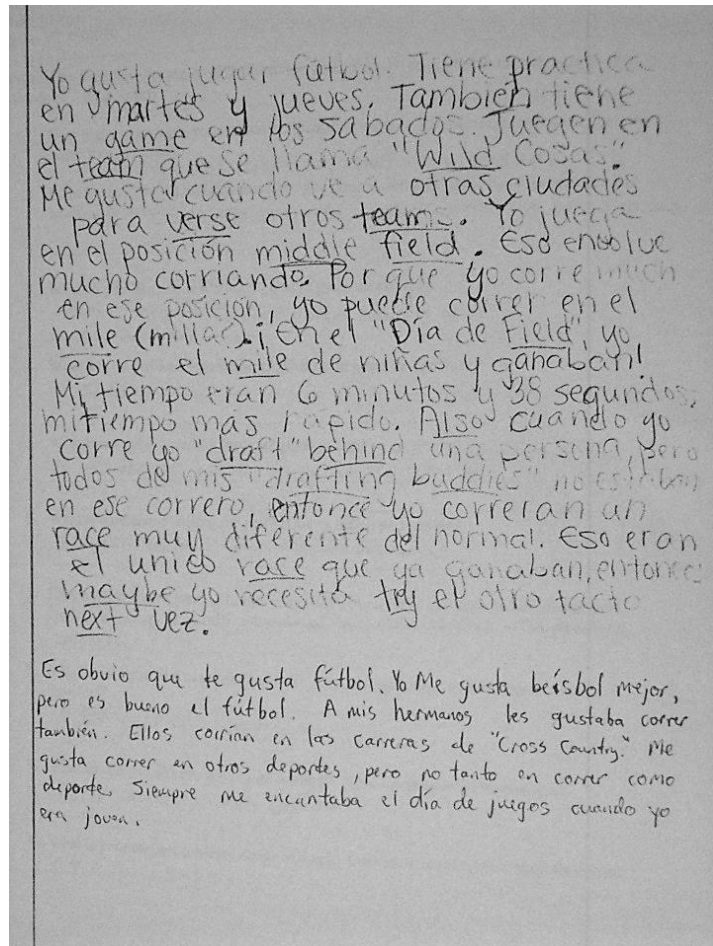 Yo gusta jugar fútbol. Tiene practica
en martes y jueves. También tiene
un game en los sabados. Juegen en
el team que se llama "Wild Cosas".
Me gusta cuando ve a otras ciudades
para verse otros teams. Yo juega
en el posición middle field. Eso envolve
mucho corriando. Por que yo corre much
en ese posición, yo puede correr en el
mile (millar). ¡En el "Día de Field", yo
corre el mile de niñas y ganaban!
Mi tiempo eran 6 minutos y 38 segundos,
mi tiempo más rapido. Also cuando yo
corre yo "draft" behind una persona, pero
todos de mis "drafting buddies" no estaban
en ese correro, entonce yo correran un
race muy diferente del normal. Eso eran
el unico race que ya ganaban, entonces
maybe yo necesita try el otro tacto
next vez.
Es obvio que te gusta fútbol. Yo Me gusta beísbol mejor,
pero es bueno el fútbol. A mis hermanos les gustaba correr
también. Ellos corrían en las carreras de "Cross Country." Me
gusta correr en otros deportes, pero no tanto en correr como
deporte. Siempre me encantaba el día de juegos cuando yo
era joven.